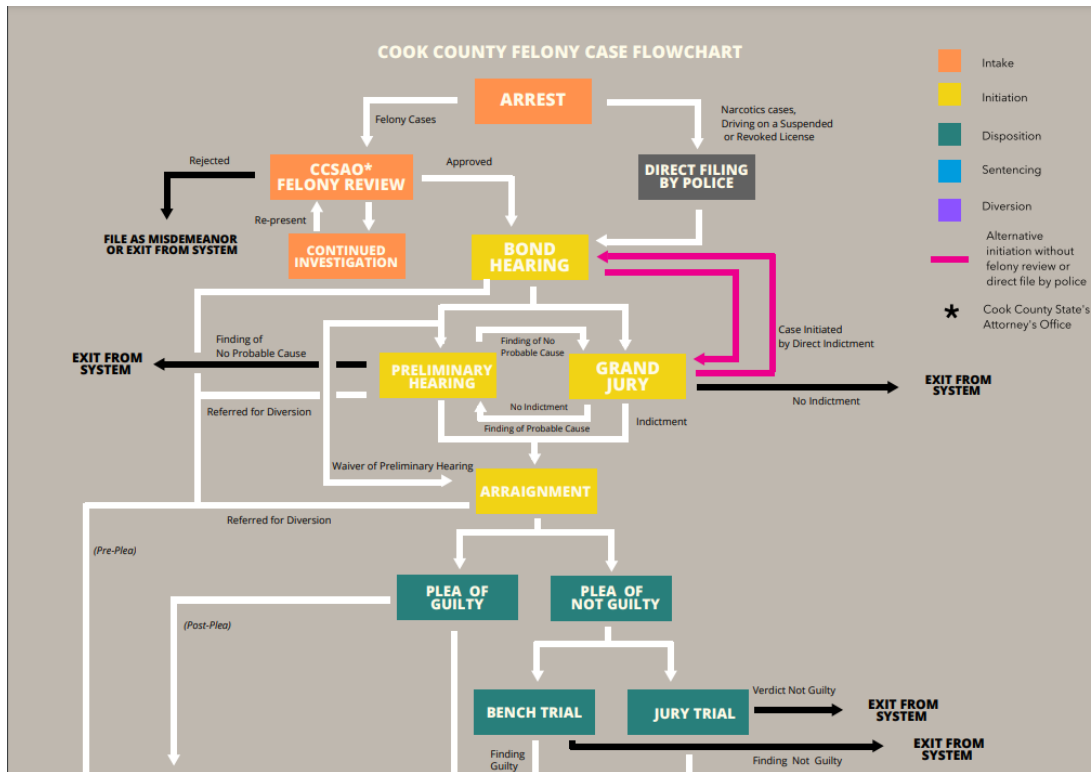 COOK COUNTY FELONY CASE FLOWCHART
ARREST
Intake
Initiation
Disposition
Sentencing
Diversion
Alternative
initiation without
felony review or
direct file by police
*
Cook County State's
Attorney's Office
Felony Cases
Narcotics cases,
Driving on a Suspended
or Revoked License
Rejected
CCSAO*
FELONY REVIEW
Approved
DIRECT FILING
BY POLICE
Re-present
FILE AS MISDEMEANOR
OR EXIT FROM SYSTEM
CONTINUED
INVESTIGATION
BOND
HEARING
Case Initiated
by Direct Indictment
Finding of
No Probable Cause
EXIT FROM
SYSTEM
Finding of No
Probable Cause
PRELIMINARY
HEARING
GRAND
JURY
EXIT FROM
SYSTEM
No Indictment
Referred for Diversion
No Indictment
Finding of Probable Cause
Indictment
Waiver of Preliminary Hearing
ARRAIGNMENT
Referred for Diversion
(Pre-Plea)
PLEA OF
GUILTY
PLEA OF
NOT GUILTY
(Post-Plea)
BENCH TRIAL
JURY TRIAL
Verdict Not Guilty
EXIT FROM
SYSTEM
Finding
Guilty
Finding Not Guilty
EXIT FROM
SYSTEM